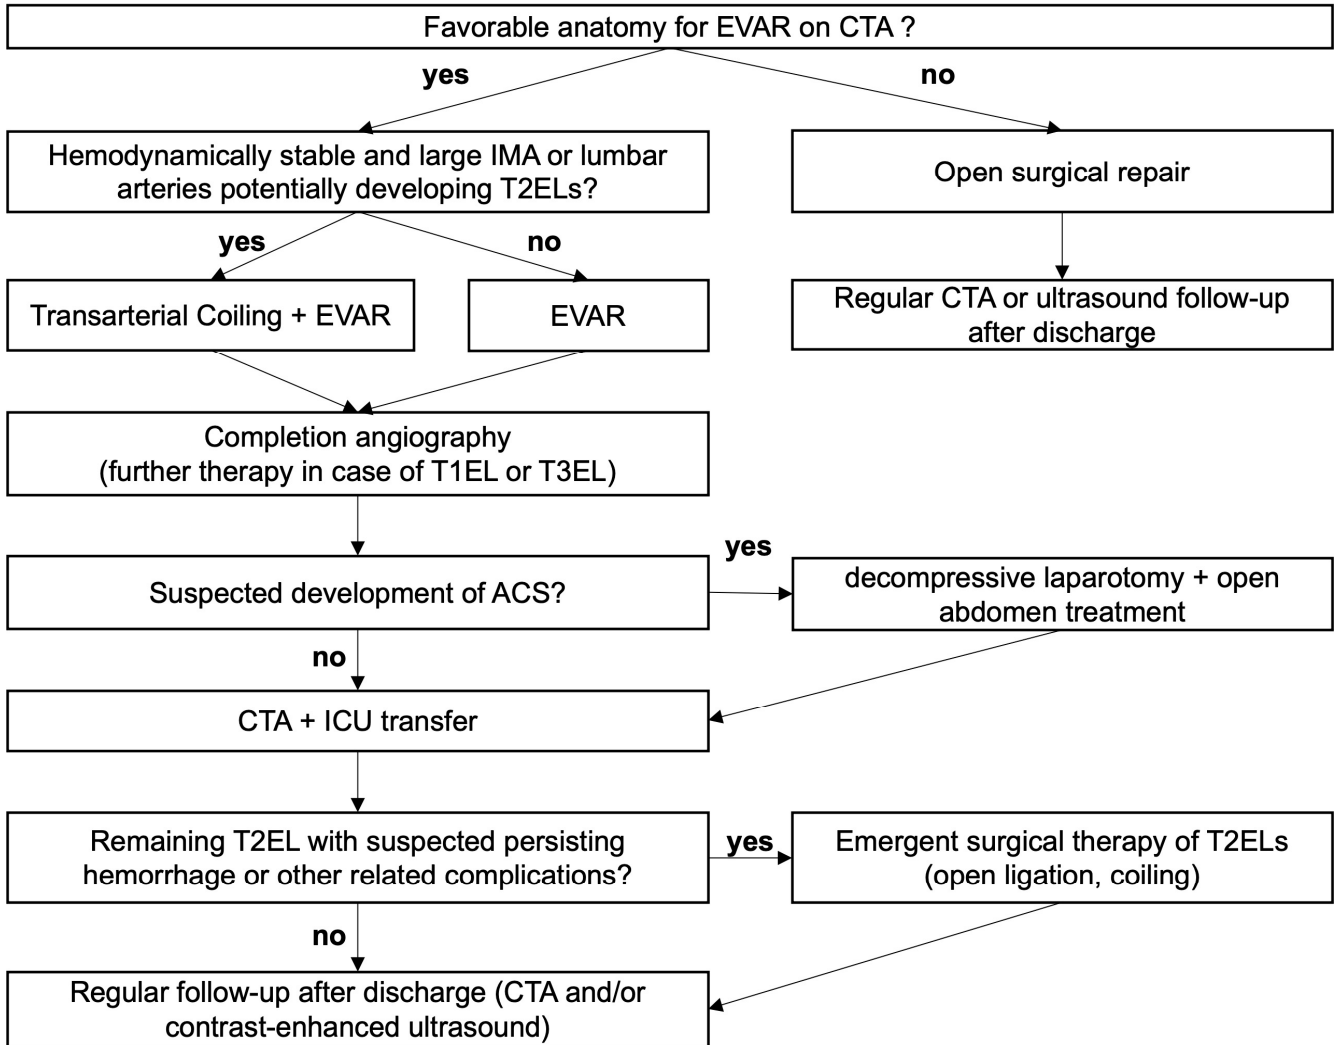 Favorable anatomy for EVAR on CTA ?
yes
no
Hemodynamically stable and large IMA or lumbar
arteries potentially developing T2ELs?
Open surgical repair
yes
no
Transarterial Coiling + EVAR
EVAR
Regular CTA or ultrasound follow-up
after discharge
Completion angiography
(further therapy in case of T1EL or T3EL)
Suspected development of ACS?
yes
decompressive laparotomy + open
abdomen treatment
no
CTA + ICU transfer
Remaining T2EL with suspected persisting
hemorrhage or other related complications?
yes
Emergent surgical therapy of T2ELs
(open ligation, coiling)
no
Regular follow-up after discharge (CTA and/or
contrast-enhanced ultrasound)